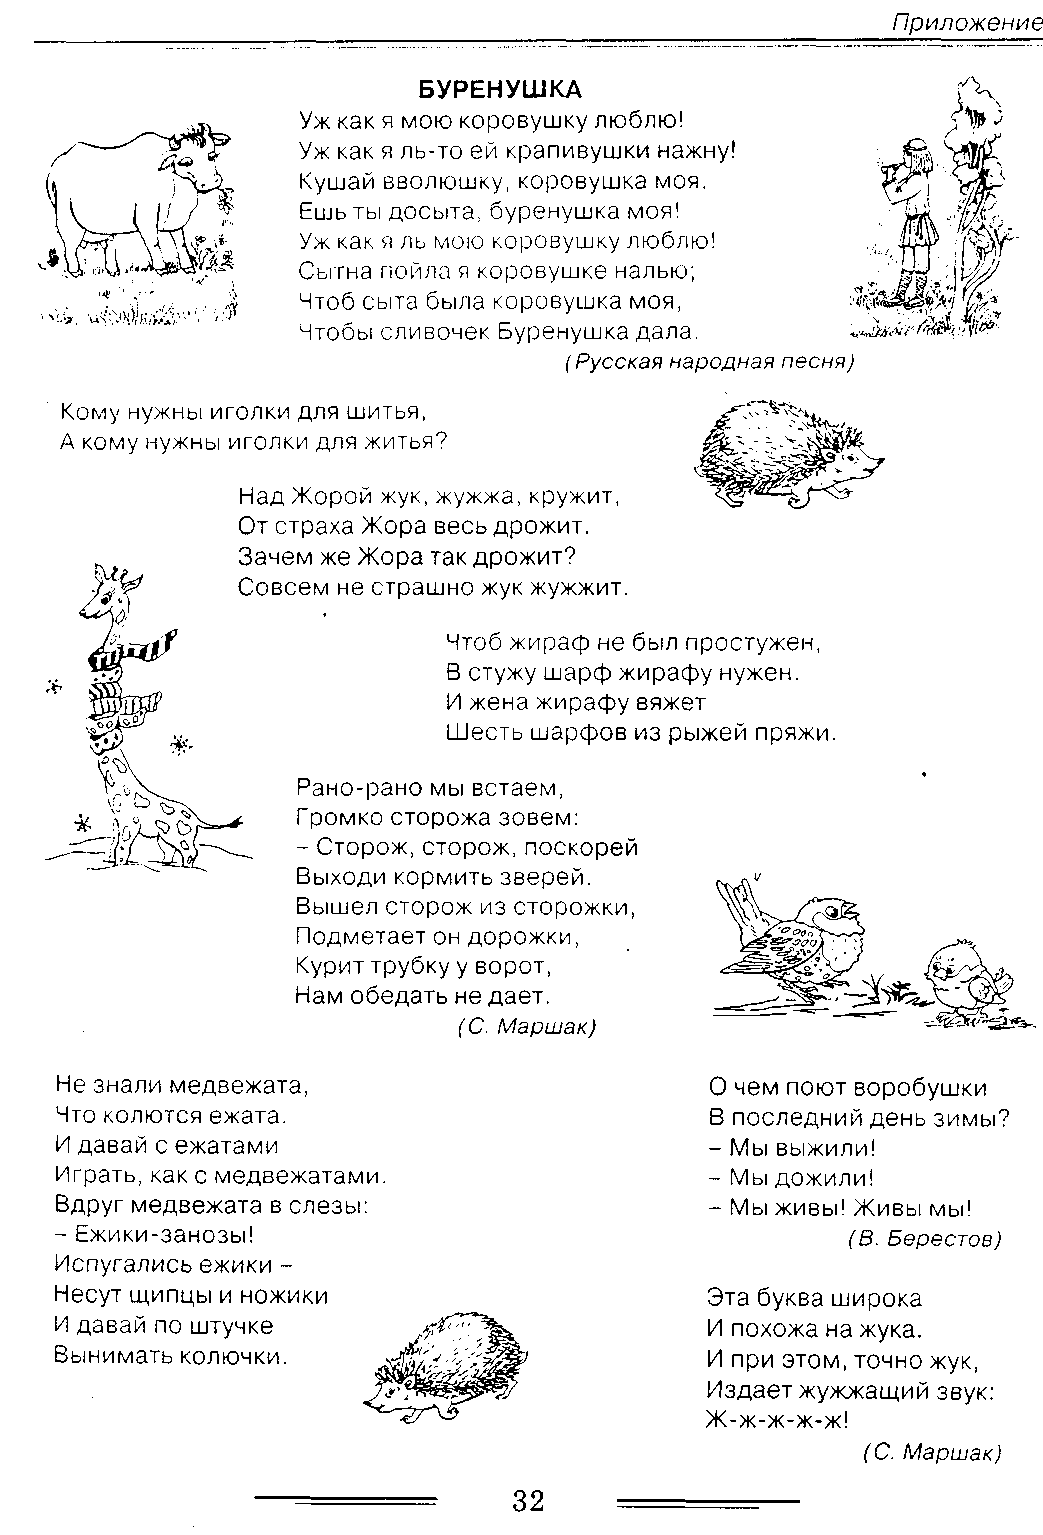 Приложение
БУРЕНУШКА
Уж как я мою коровушку люблю!
Уж как я ль-то ей крапивушки нажну!
Кушай вволюшку, коровушка моя.
Ешь ты досыта, буренушка моя!
Уж как я ль мою коровушку люблю!
Сытна пойла я коровушке налью;
Чтоб сыта была коровушка моя,
Чтобы сливочек Буренушка дала.
(Русская народная песня)
Кому нужны иголки для шитья,
А кому нужны иголки для житья?
Над Жорой жук, жужжа, кружит,
От страха Жора весь дрожит.
Зачем же Жора так дрожит?
Совсем не страшно жук жужжит.
Чтоб жираф не был простужен,
В стужу шарф жирафу нужен.
И жена жирафу вяжет
Шесть шарфов из рыжей пряжи.
Рано-рано мы встаем,
Громко сторожа зовем:
– Сторож, сторож, поскорей
Выходи кормить зверей.
Вышел сторож из сторожки,
Подметает он дорожки,
Курит трубку у ворот,
Нам обедать не дает.
(С. Маршак)
Не знали медвежата,
Что колются ежата.
И давай с ежатами
Играть, как с медвежатами.
Вдруг медвежата в слезы:
– Ежики-занозы!
Испугались ежики –
Несут щипцы и ножики
И давай по штучке
Вынимать колючки.
О чем поют воробушки
В последний день зимы?
– Мы выжили!
– Мы дожили!
– Мы живы! Живы мы!
(В. Берестов)
Эта буква широка
И похожа на жука.
И при этом, точно жук,
Издает жужжащий звук:
Ж-ж-ж-ж-ж!
(С. Маршак)
32